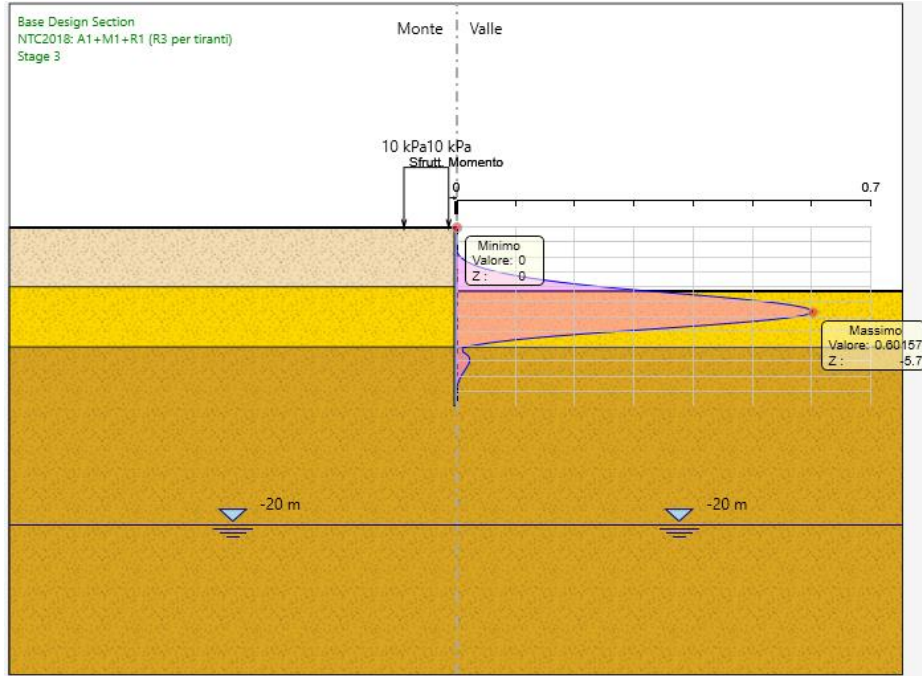 Base Design Section
NTC2018: A1+M1+R1 (R3 per tiranti)
Stage 3
Monte
Valle
10 kPa10 kPa
Sfrutt. Momento
0
0.7
Minimo
Valore: 0
Z : 0
Massimo
Valore: 0.60157
Z : -5.7
-20 m
-20 m